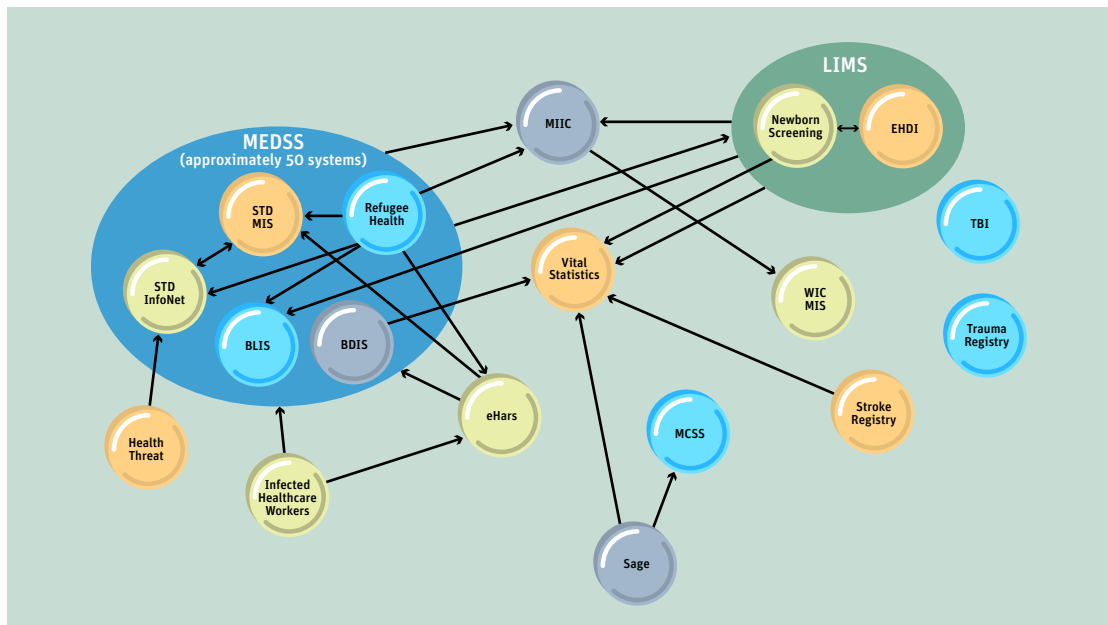 LIMS
MIIC
Newborn
Screening
EHDI
MEDSS
(approximately 50 systems)
STD
MIS
Refugee
Health
TBI
Vital
Statistics
STD
InfoNet
WIC
MIS
BLIS
BDIS
Trauma
Registry
eHars
Stroke
Registry
MCSS
Health
Threat
Infected
Healthcare
Workers
Sage